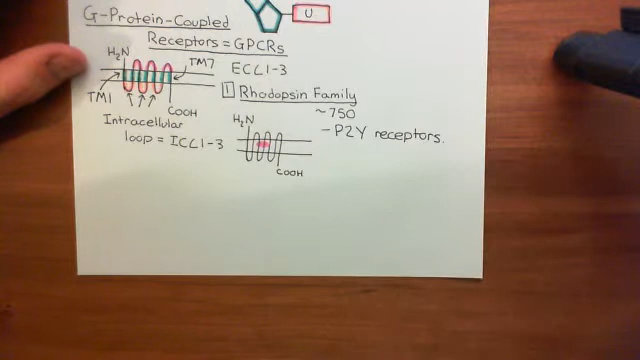 G-Protein-Coupled
U
Receptors = GPCRs
H₂N
TM7
ECL1-3
TM1
COOH
Intracellular
loop = ICL1-3
1 Rhodopsin Family
~750
- P2Y receptors.
H₂N
COOH